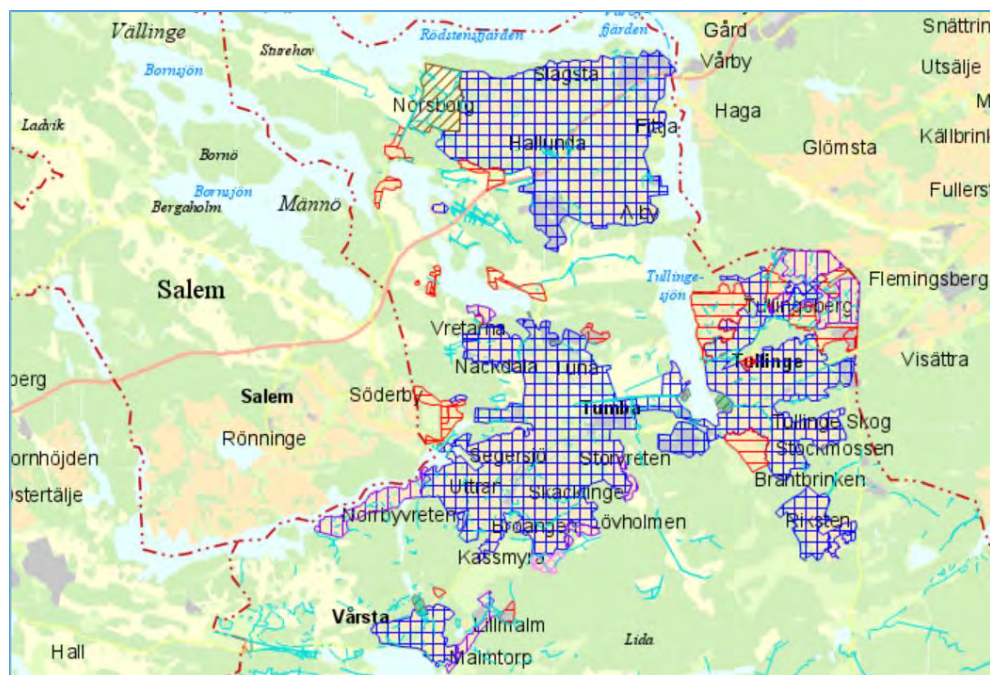 Vällinge
Rödstensfjärden
fjärden
Gård
Snättrin
Sturehov
Bornsjön
Slagsta
Vårby
Utsälje
Norsborg
Haga
M
Ladvik
Fittja
Källbrink
Hallunda
Glömsta
Bornö
Bornsjön
Bergaholm
Männö
Fullerst
Alby
Salem
Tullinge-
sjön
Flemingsberg
Tullingeberg
Vretarna
Visättra
Nackdala
Tuna
Tullinge
berg
Salem
Söderby
Tumba
Rönninge
Tullinge Skog
ornhöjden
Segersjö
Storvreten
Stockmossen
Uttran
Brantbrinken
Östertälje
Skäcklinge
Norrbyvreten
Broängen
Lövholmen
Riksten
Kassmyra
Vårsta
Lillmalm
Lida
Hall
Malmtorp